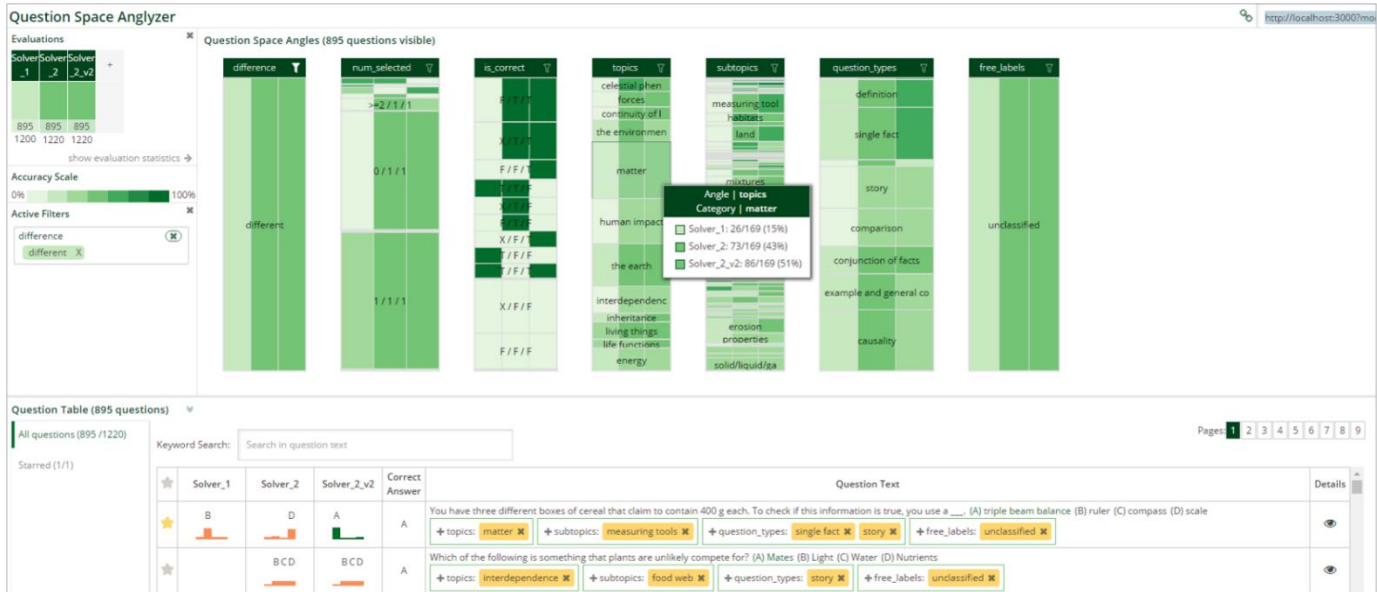 Question Space Anglyzer
http://localhost:3000?mo
Evaluations
Solver_1 Solver_2 Solver_2_v2 +
895 895 895
1200 1220 1220
show evaluation statistics →
Accuracy Scale
0% 100%
Active Filters
difference
different X
Question Space Angles (895 questions visible)
difference
different
num_selected
>=2 / 1 / 1
0 / 1 / 1
1 / 1 / 1
is_correct
F / T / T
X / T / T
F / F / T
T / T / F
X / T / F
F / T / F
X / F / T
T / F / F
T / F / T
X / F / F
F / F / F
topics
celestial phen
forces
continuity of l
the environmen
matter
human impact
the earth
interdependenc
inheritance
living things
life functions
energy
subtopics
measuring tool
habitats
land
mixtures
erosion
properties
solid/liquid/ga
question_types
definition
single fact
story
comparison
conjunction of facts
example and general co
causality
free_labels
unclassified
Angle | topics
Category | matter
Solver_1: 26/169 (15%)
Solver_2: 73/169 (43%)
Solver_2_v2: 86/169 (51%)
Question Table (895 questions)
All questions (895 /1220)
Starred (1/1)
Keyword Search: Search in question text
Pages: 1 2 3 4 5 6 7 8 9
Solver_1 Solver_2 Solver_2_v2 Correct Answer Question Text Details
B D A A You have three different boxes of cereal that claim to contain 400 g each. To check if this information is true, you use a ___. (A) triple beam balance (B) ruler (C) compass (D) scale
+ topics: matter ✖ + subtopics: measuring tools ✖ + question_types: single fact ✖ story ✖ + free_labels: unclassified ✖
BCD BCD A Which of the following is something that plants are unlikely compete for? (A) Mates (B) Light (C) Water (D) Nutrients
+ topics: interdependence ✖ + subtopics: food web ✖ + question_types: story ✖ + free_labels: unclassified ✖